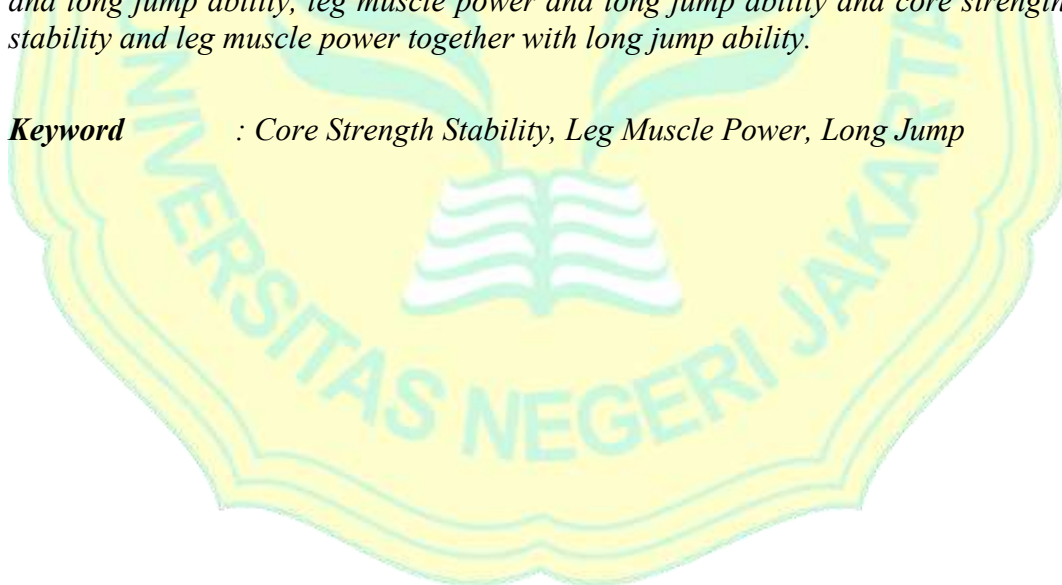 and long jump ability, leg muscle power and long jump ability and core strength
stability and leg muscle power together with long jump ability.
Keyword : Core Strength Stability, Leg Muscle Power, Long Jump
NIVERSITAS NEGERI JAKARTA